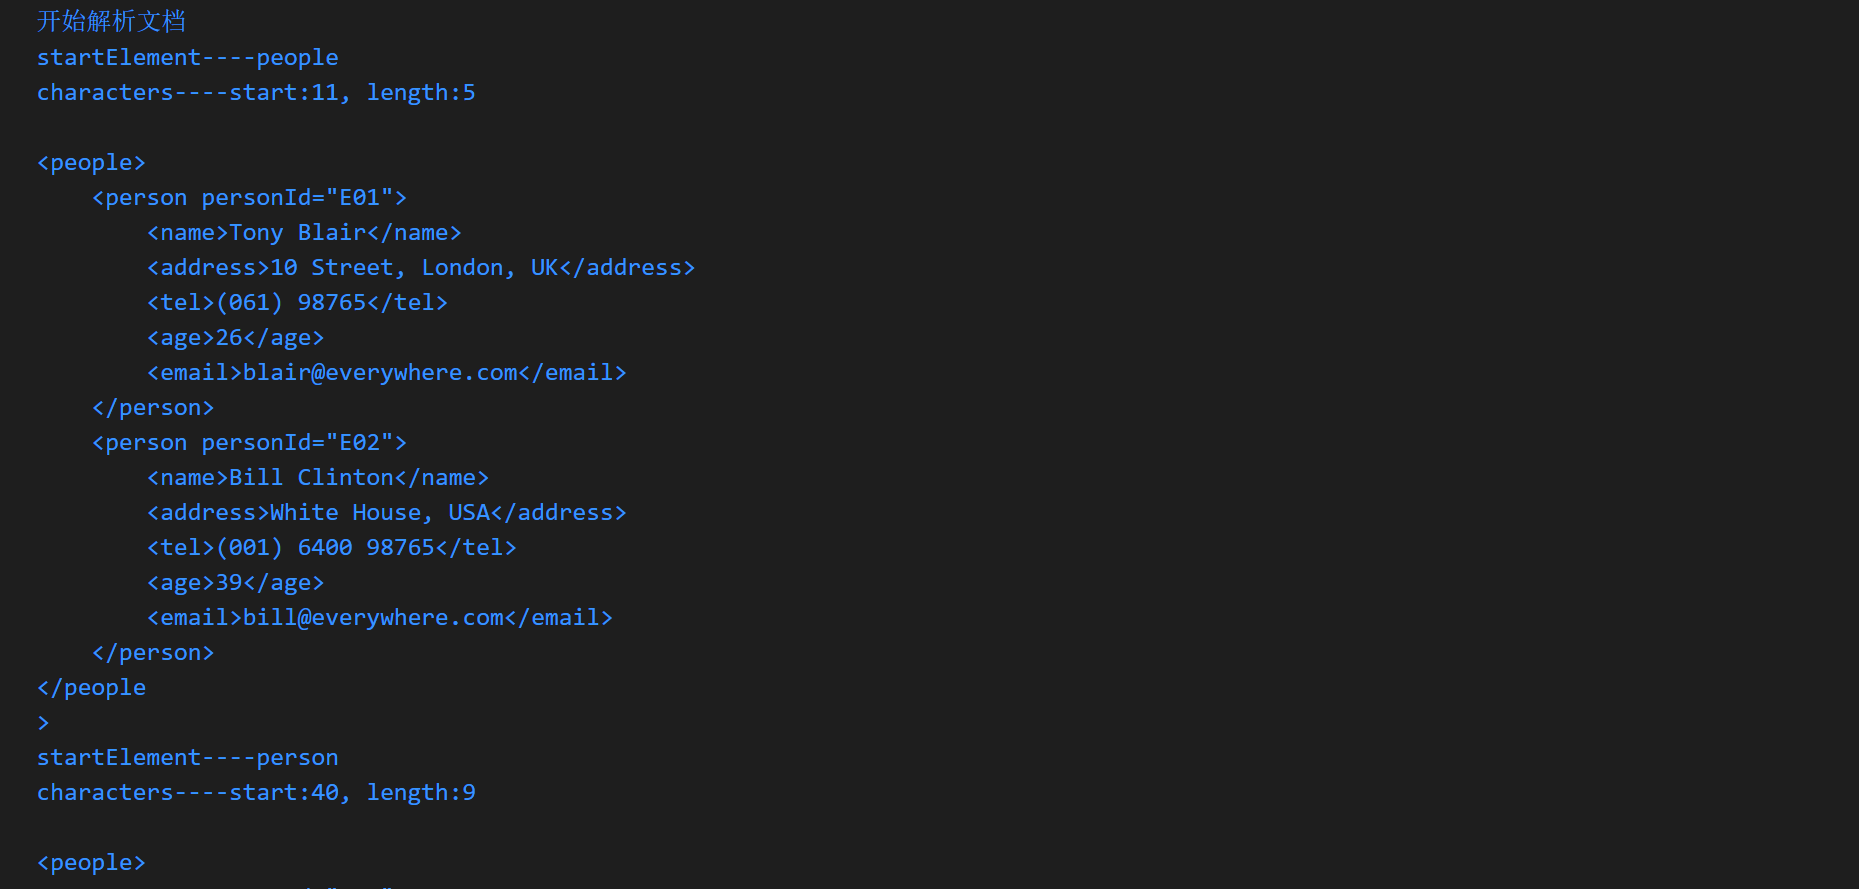 开始解析文档
startElement----people
characters----start:11, length:5

<people>
    <person personId="E01">
        <name>Tony Blair</name>
        <address>10 Street, London, UK</address>
        <tel>(061) 98765</tel>
        <age>26</age>
        <email>blair@everywhere.com</email>
    </person>
    <person personId="E02">
        <name>Bill Clinton</name>
        <address>White House, USA</address>
        <tel>(001) 6400 98765</tel>
        <age>39</age>
        <email>bill@everywhere.com</email>
    </person>
</people
>
startElement----person
characters----start:40, length:9

<people>